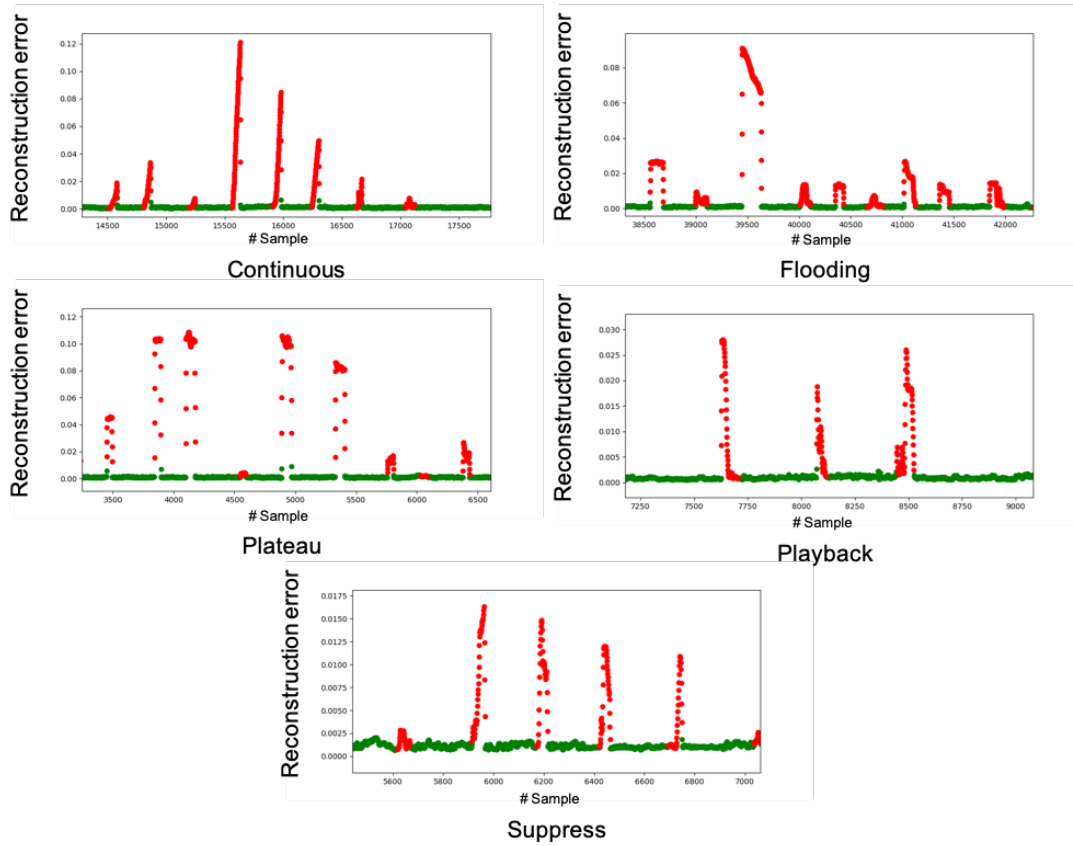 Reconstruction error
0.12
0.10
0.08
0.06
0.04
0.02
0.00
14500 15000 15500 16000 16500 17000 17500
# Sample
Continuous
Reconstruction error
0.08
0.06
0.04
0.02
0.00
38500 39000 39500 40000 40500 41000 41500 42000
# Sample
Flooding
Reconstruction error
0.12
0.10
0.08
0.06
0.04
0.02
0.00
3500 4000 4500 5000 5500 6000 6500
# Sample
Plateau
Reconstruction error
0.030
0.025
0.020
0.015
0.010
0.005
0.000
7250 7500 7750 8000 8250 8500 8750 9000
# Sample
Playback
Reconstruction error
0.0175
0.0150
0.0125
0.0100
0.0075
0.0050
0.0025
0.0000
5600 5800 6000 6200 6400 6600 6800 7000
# Sample
Suppress